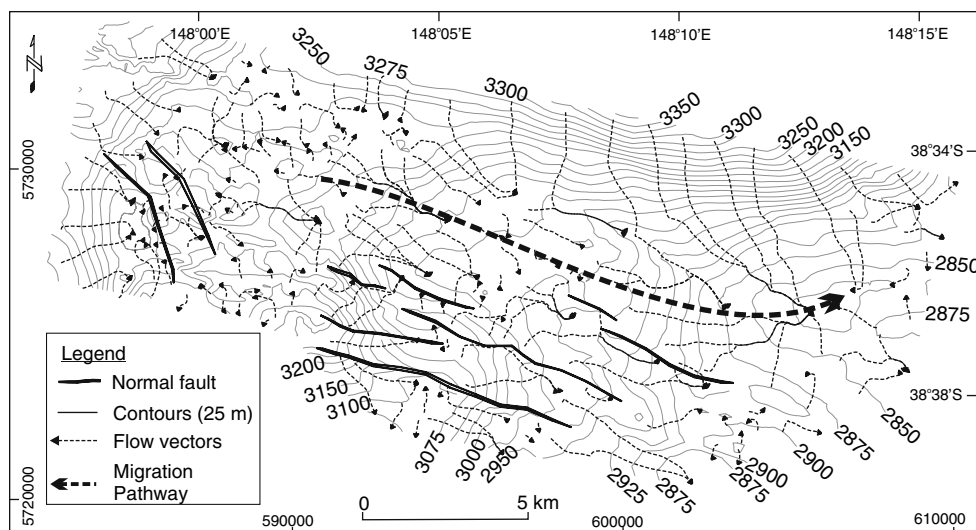 148°00'E 148°05'E 148°10'E 148°15'E
3250
3275
3300
3350
3300
3250
3200
3150
5730000
38°34'S
N
2850
2875
Legend
Normal fault
Contours (25 m)
Flow vectors
Migration
Pathway
3200
3150
3100
3075
3000
2950
38°38'S
2850
2875
2900
2900
2875
2875
2925
5720000
0 5 km
590000 600000 610000